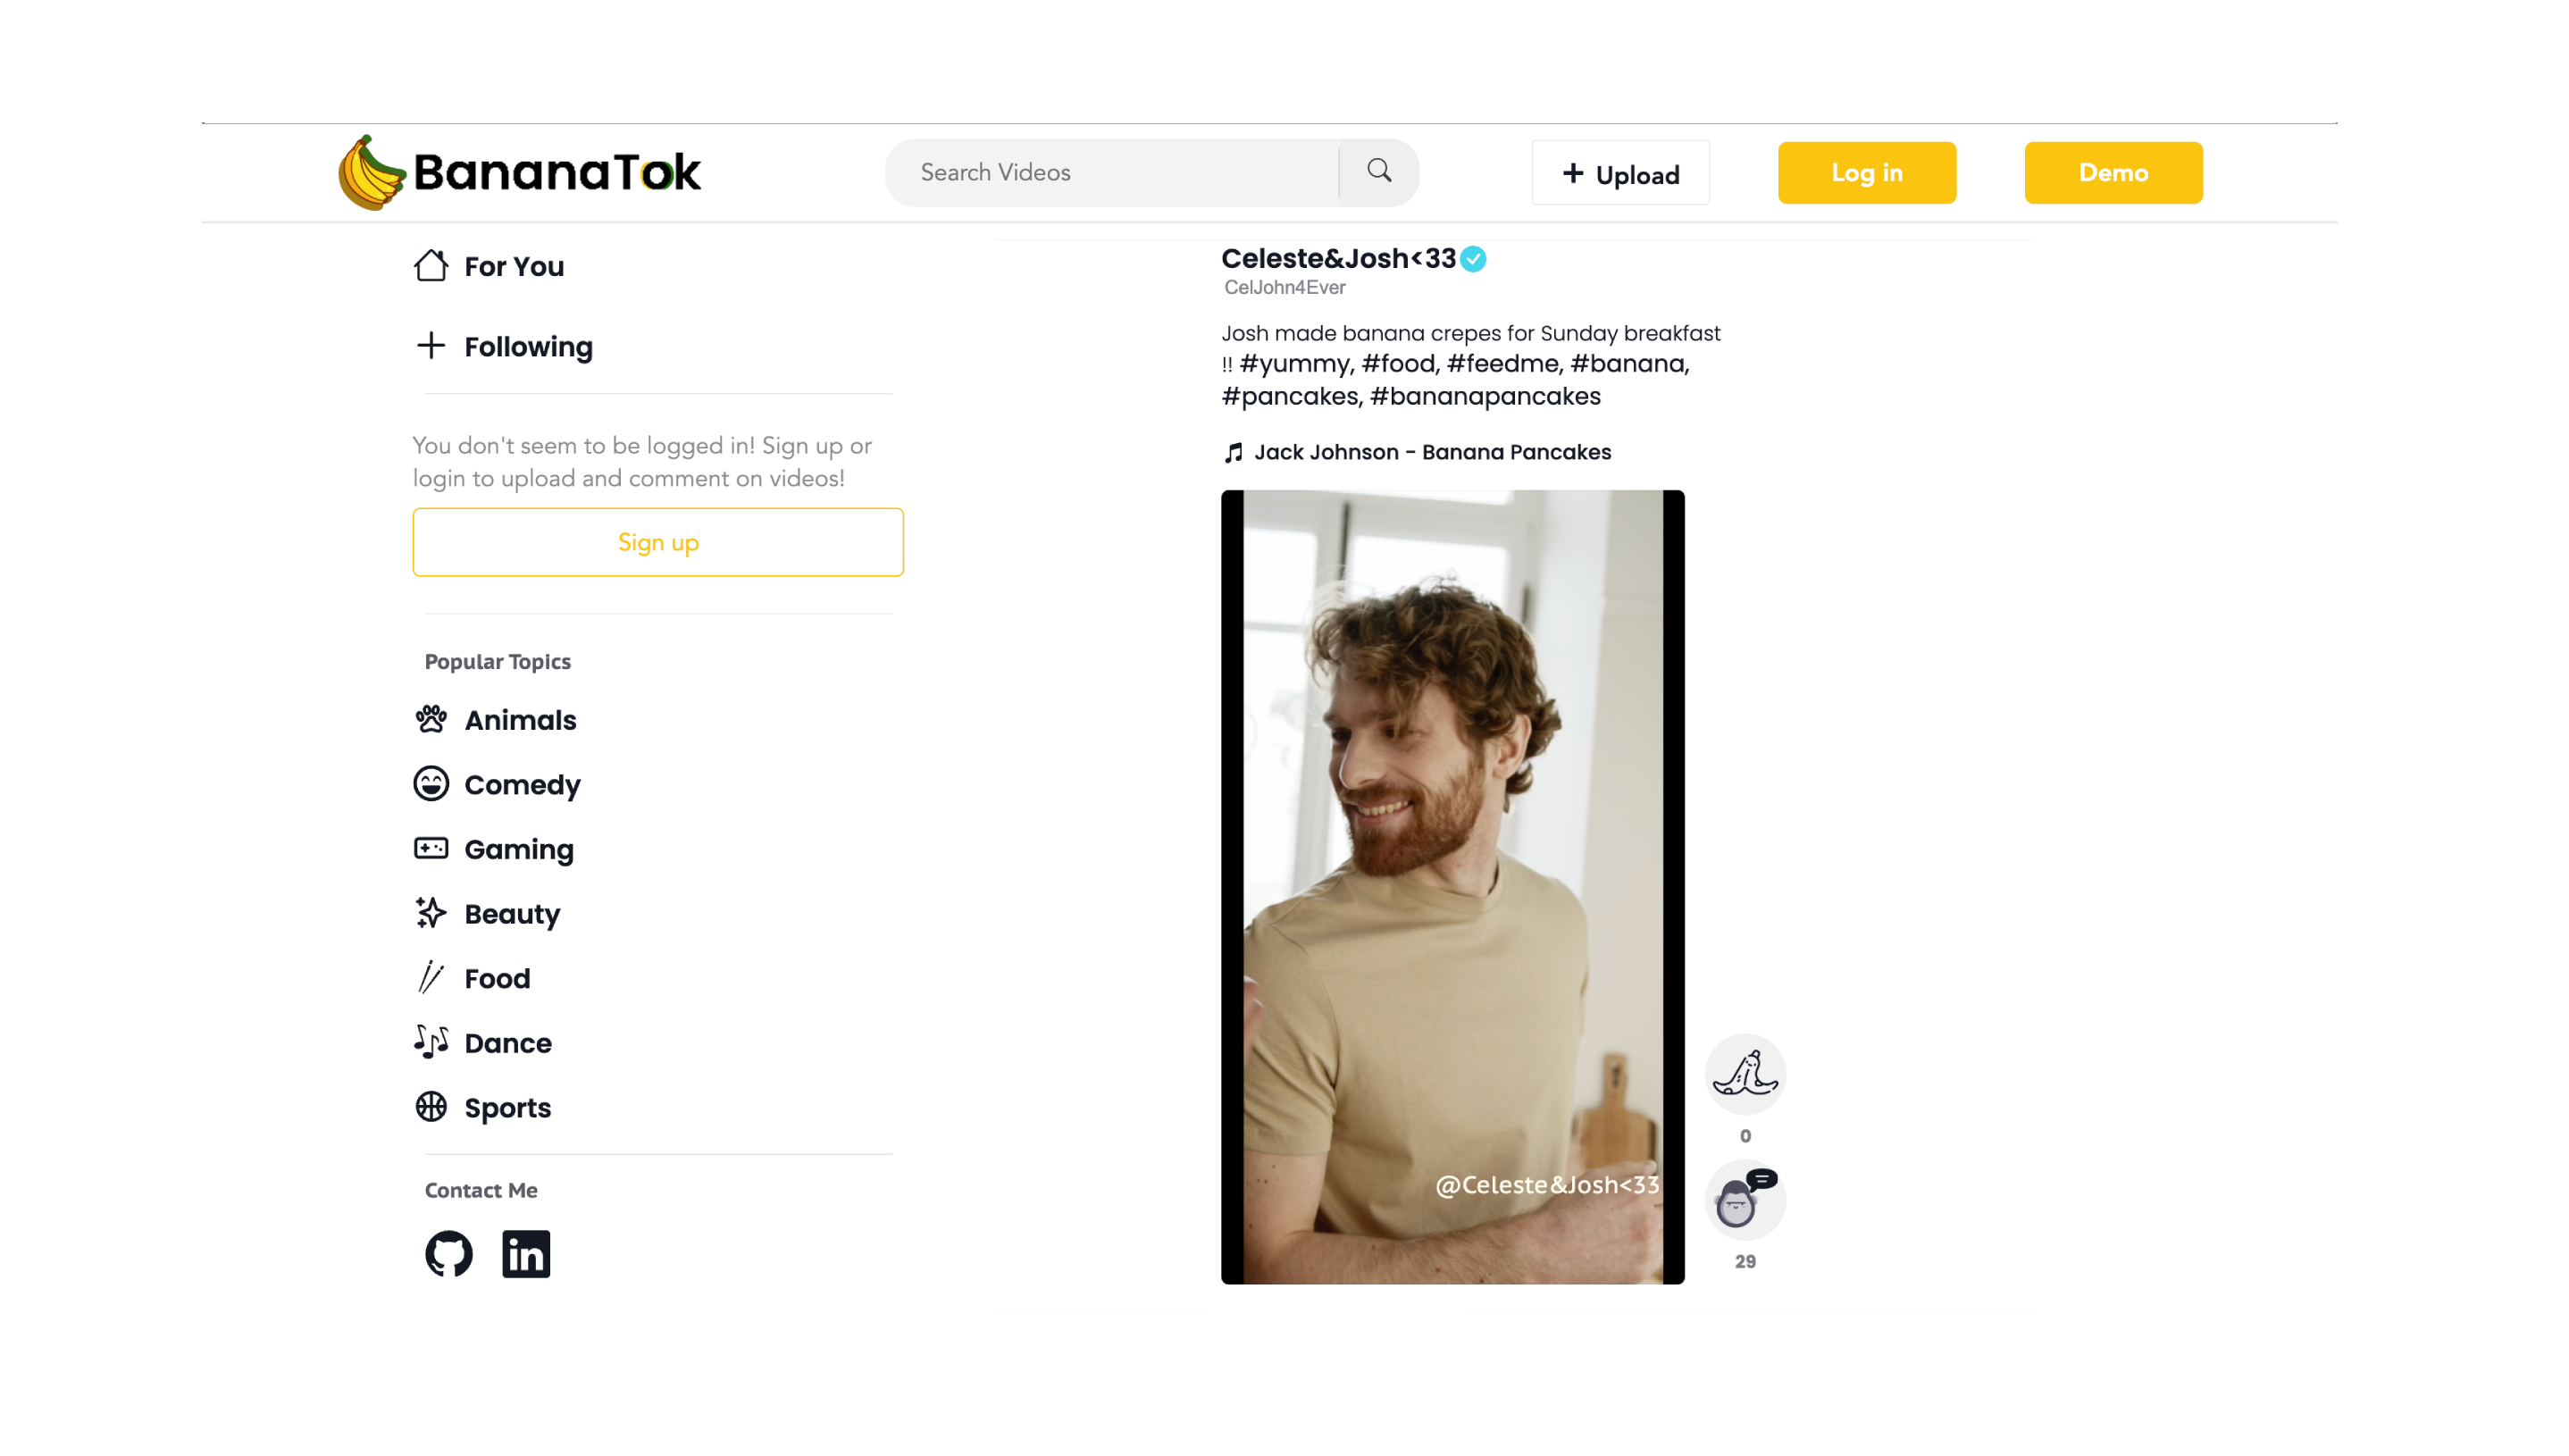 BananaTok
Search Videos
+ Upload
Log in
Demo
For You
Following
You don't seem to be logged in! Sign up or
login to upload and comment on videos!
Sign up
Popular Topics
Animals
Comedy
Gaming
Beauty
Food
Dance
Sports
Contact Me
in
Celeste&Josh<33
CelJohn4Ever
Josh made banana crepes for Sunday breakfast
!! #yummy, #food, #feedme, #banana,
#pancakes, #bananapancakes
Jack Johnson - Banana Pancakes
@Celeste&Josh<33
0
29